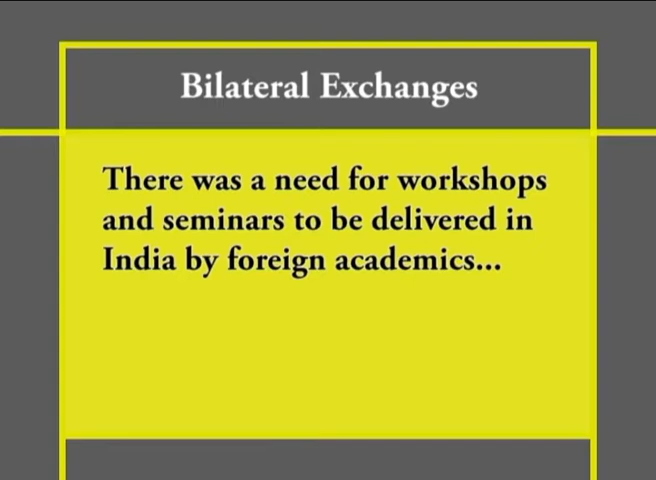 Bilateral Exchanges
There was a need for workshops
and seminars to be delivered in
India by foreign academics...